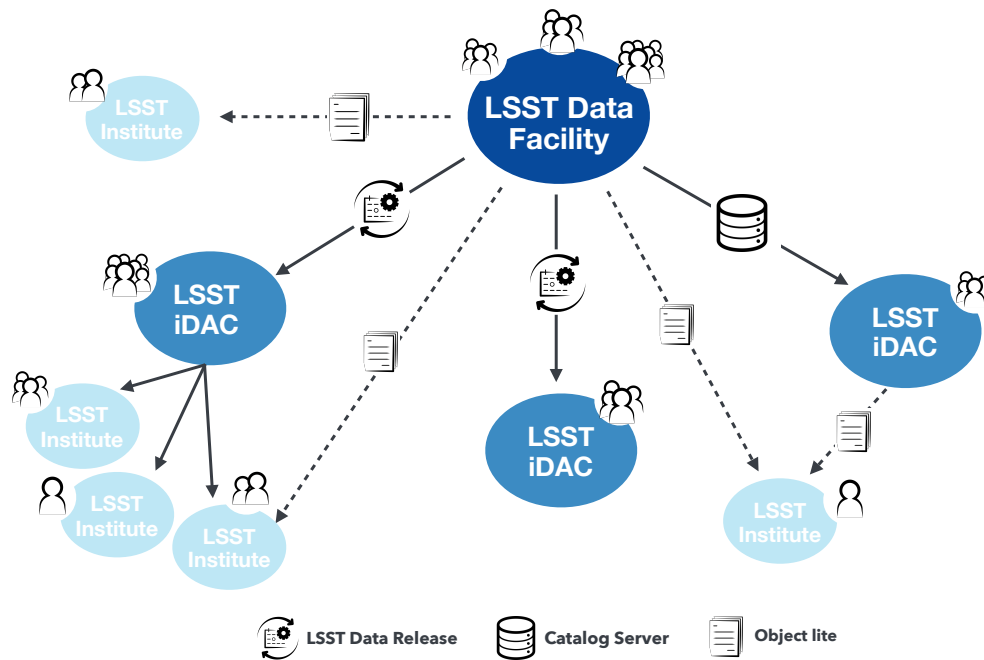 LSST Data
Facility
LSST
Institute
LSST
iDAC
LSST
iDAC
LSST
Institute
LSST
iDAC
LSST
Institute
LSST
Institute
LSST
Institute
LSST Data Release
Catalog Server
Object lite